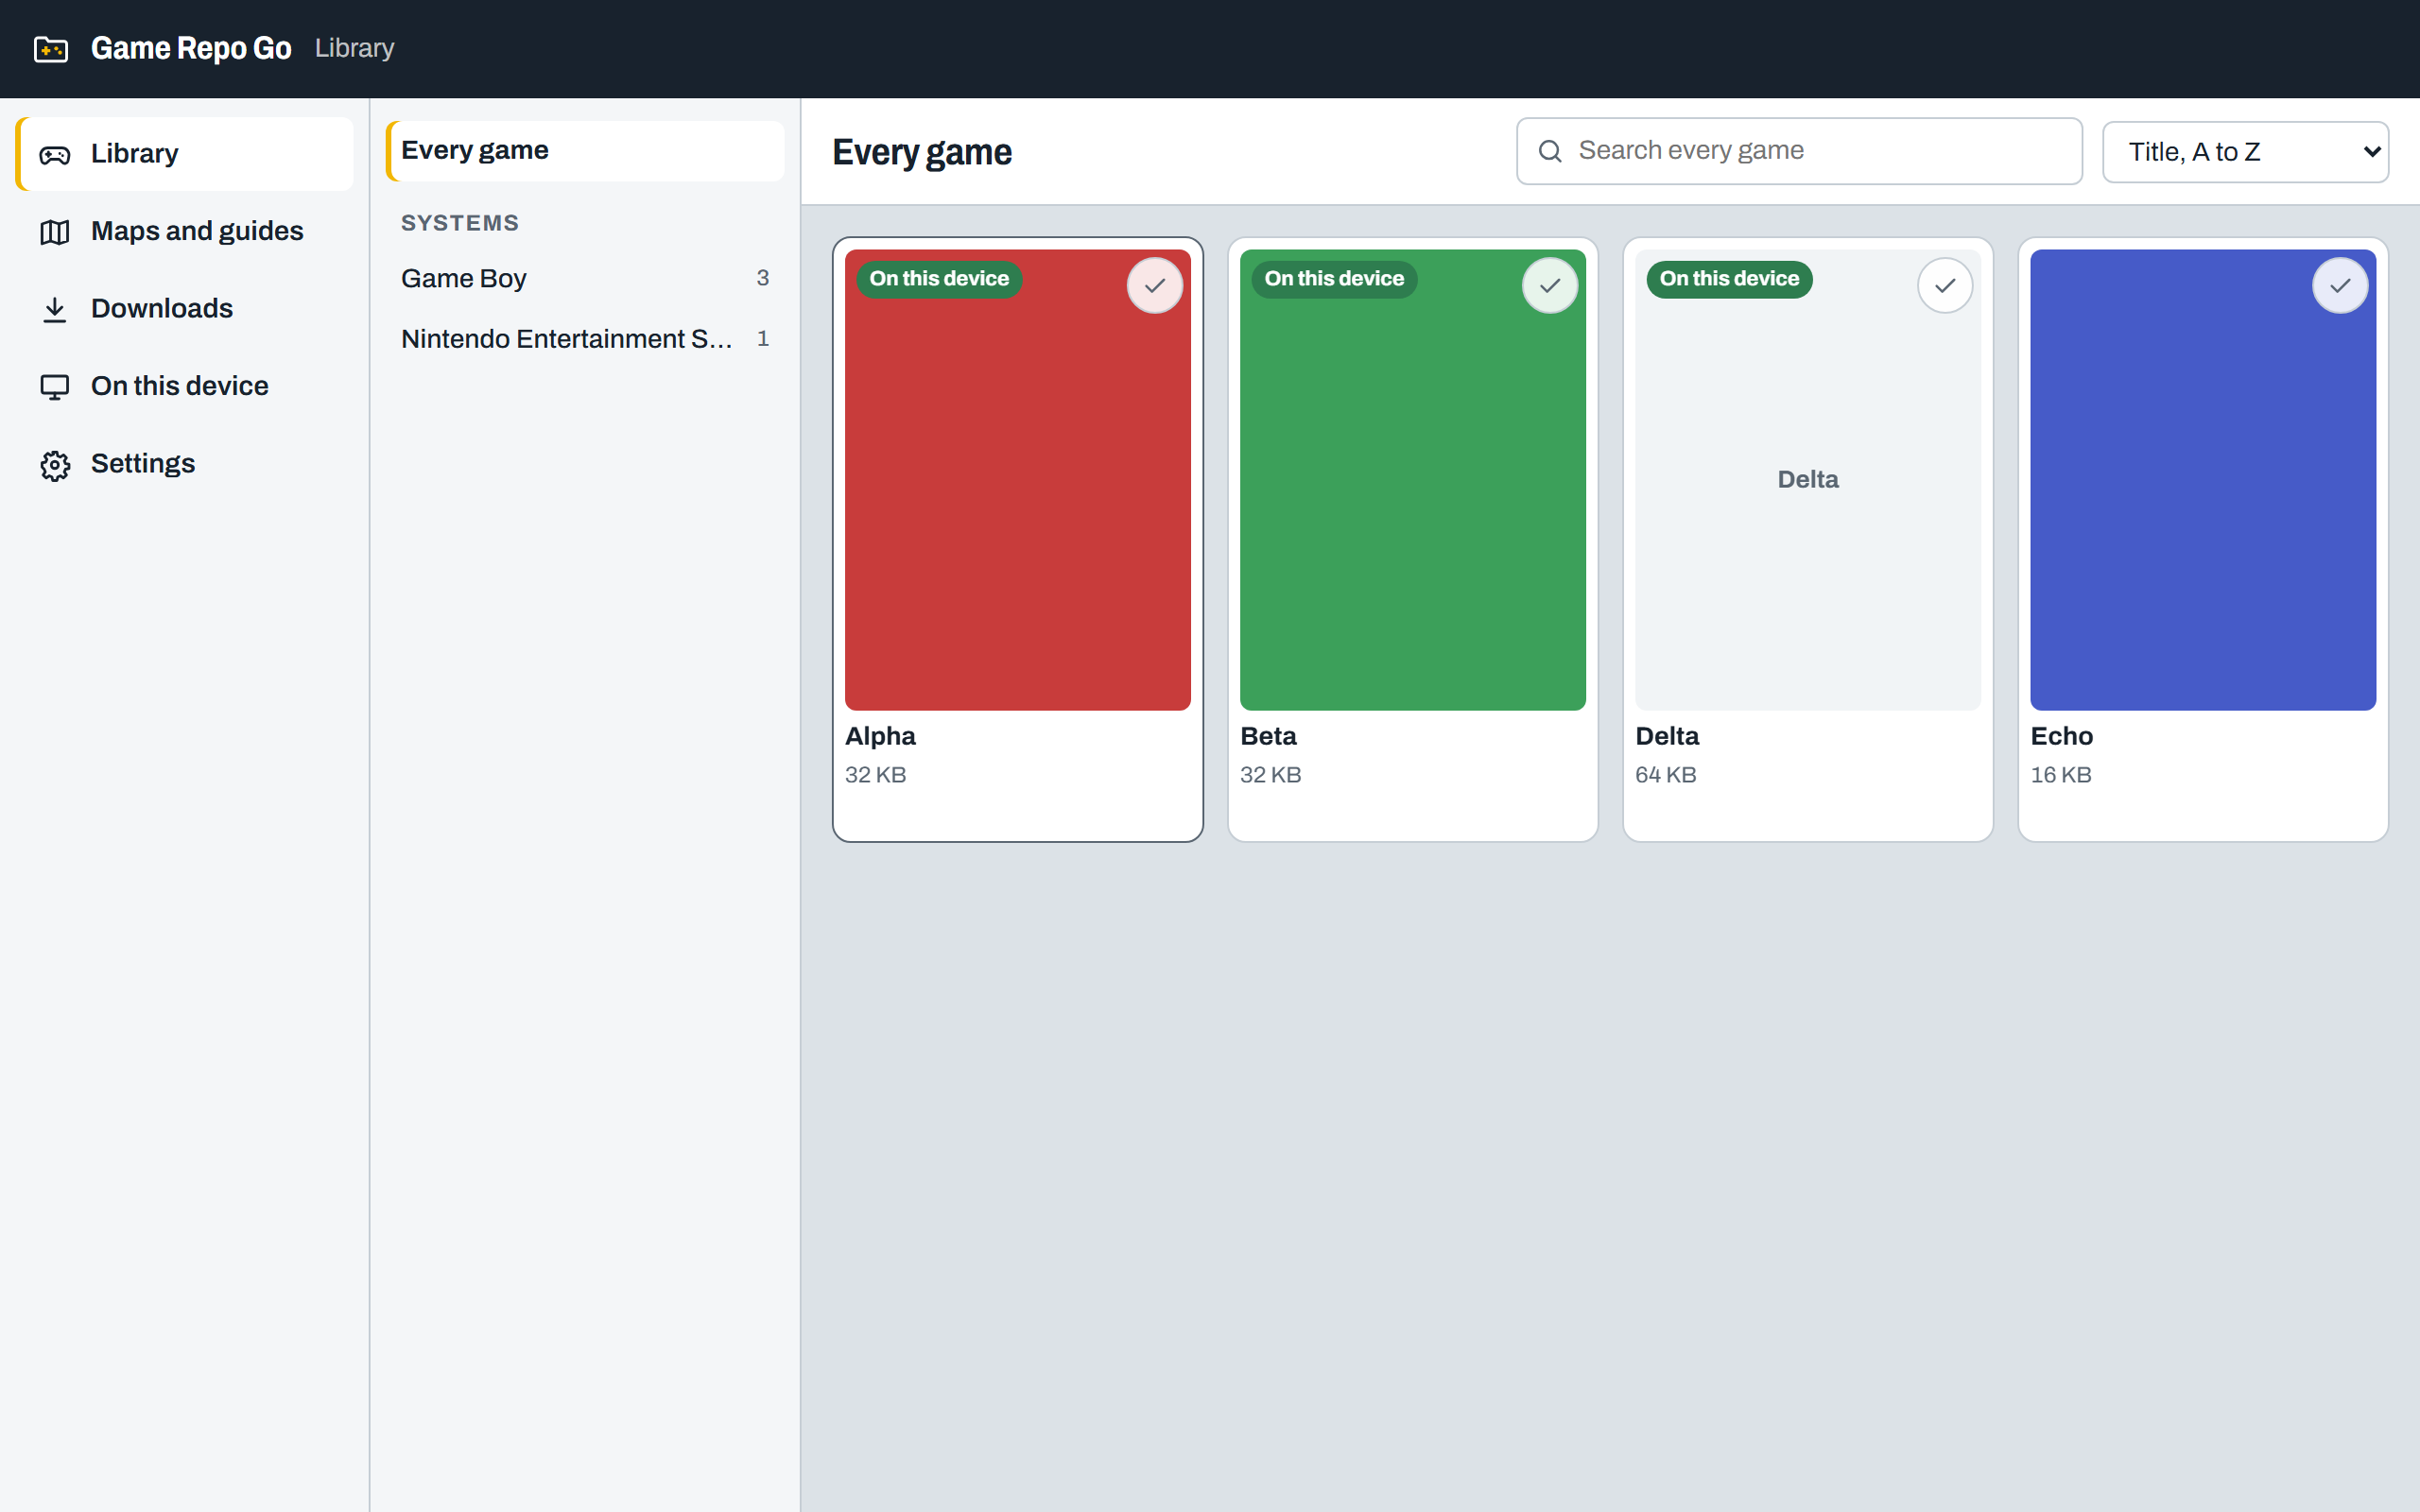 Game Repo Go Library
Library
Maps and guides
Downloads
On this device
Settings
Every game
SYSTEMS
Game Boy 3
Nintendo Entertainment S... 1
Every game
Search every game
Title, A to Z
On this device
Alpha
32 KB
On this device
Beta
32 KB
On this device
Delta
Delta
64 KB
Echo
16 KB